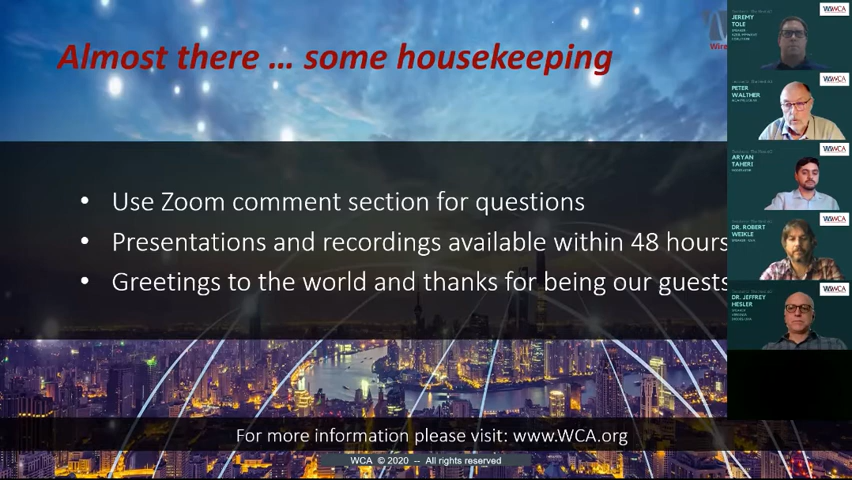 Almost there ... some housekeeping
• Use Zoom comment section for questions
• Presentations and recordings available within 48 hours
• Greetings to the world and thanks for being our guests
For more information please visit: www.WCA.org
WCA © 2020 -- All rights reserved
Wire
WCA
JEREMY
TOLE
SPEAKER
WCA
PETER
WALTHER
WCA
ARYAN
TAHERI
MODERATOR
WCA
DR. ROBERT
WEIKLE
WCA
DR. JEFFREY
HESLER